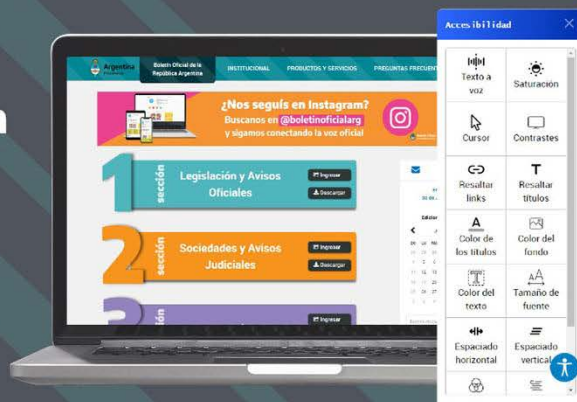 Argentina
Boletín Oficial de la
República Argentina
INSTITUCIONAL
PRODUCTOS Y SERVICIOS
PREGUNTAS FRECUENT
¿Nos seguís en Instagram?
Buscanos en @boletinoficialarg
y sigamos conectando la voz oficial
1
sección
Legislación y Avisos
Oficiales
Ingresar
Descargar
2
sección
Sociedades y Avisos
Judiciales
Ingresar
Descargar
Ingresar
Accesibilidad
Texto a
voz
Saturación
Cursor
Contrastes
Resaltar
links
Resaltar
títulos
Color de
los títulos
Color del
fondo
Color del
texto
Tamaño de
fuente
Espaciado
horizontal
Espaciado
vertical